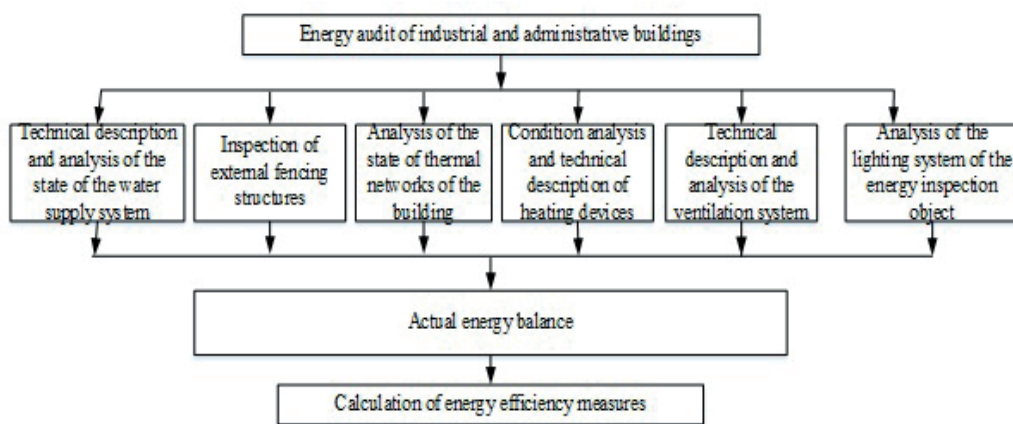 Energy audit of industrial and administrative buildings
Technical description
and analysis of the
state of the water
supply system
Inspection of
external fencing
structures
Analysis of the
state of thermal
networks of the
building
Condition analysis
and technical
description of
heating devices
Technical
description and
analysis of the
ventilation system
Analysis of the
lighting system of the
energy inspection
object
Actual energy balance
Calculation of energy efficiency measures